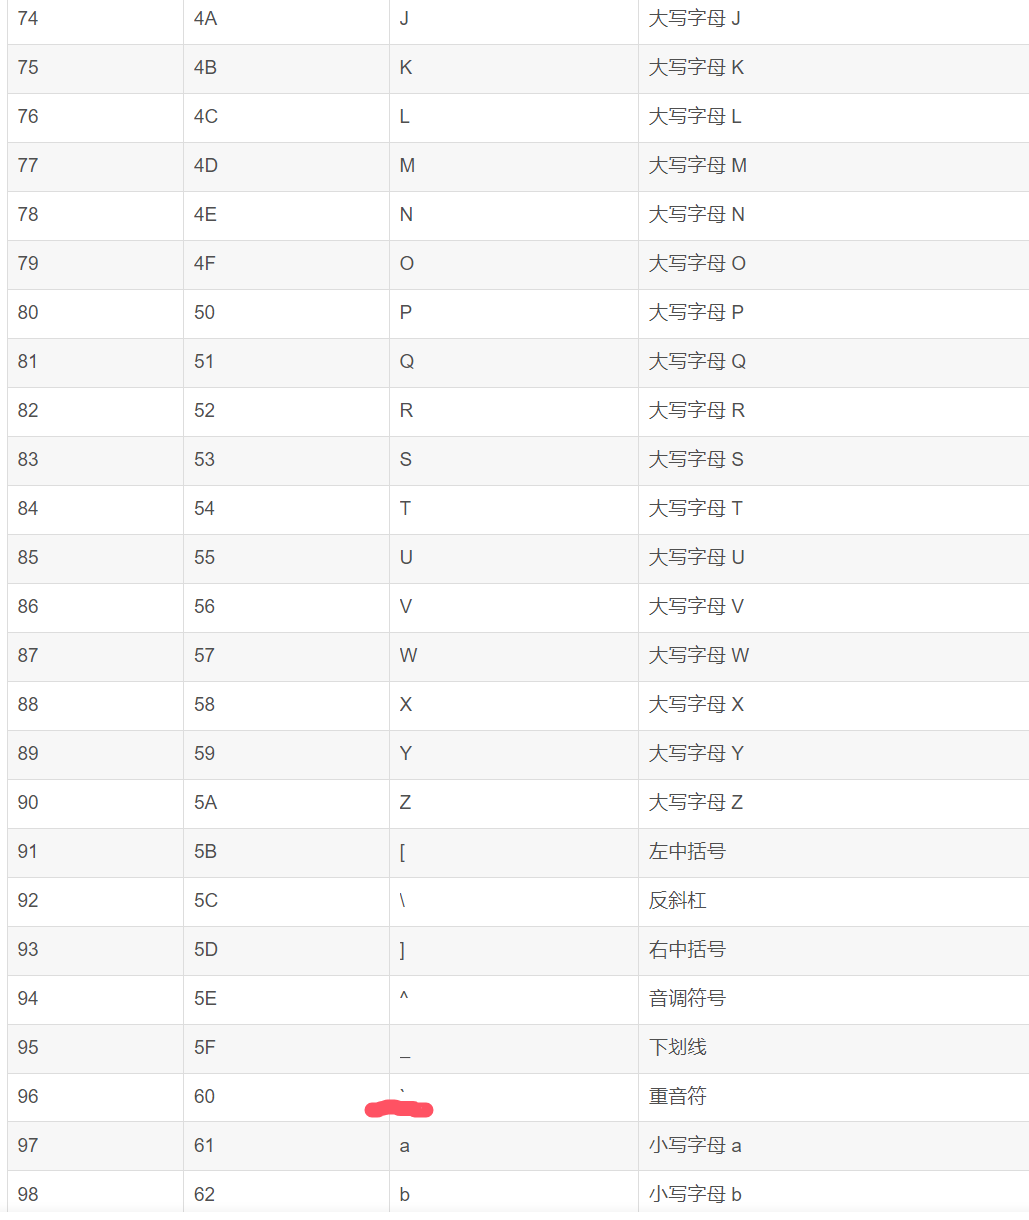 74 4A J 大写字母 J
75 4B K 大写字母 K
76 4C L 大写字母 L
77 4D M 大写字母 M
78 4E N 大写字母 N
79 4F O 大写字母 O
80 50 P 大写字母 P
81 51 Q 大写字母 Q
82 52 R 大写字母 R
83 53 S 大写字母 S
84 54 T 大写字母 T
85 55 U 大写字母 U
86 56 V 大写字母 V
87 57 W 大写字母 W
88 58 X 大写字母 X
89 59 Y 大写字母 Y
90 5A Z 大写字母 Z
91 5B [ 左中括号
92 5C \ 反斜杠
93 5D ] 右中括号
94 5E ^ 音调符号
95 5F _ 下划线
96 60 ` 重音符
97 61 a 小写字母 a
98 62 b 小写字母 b